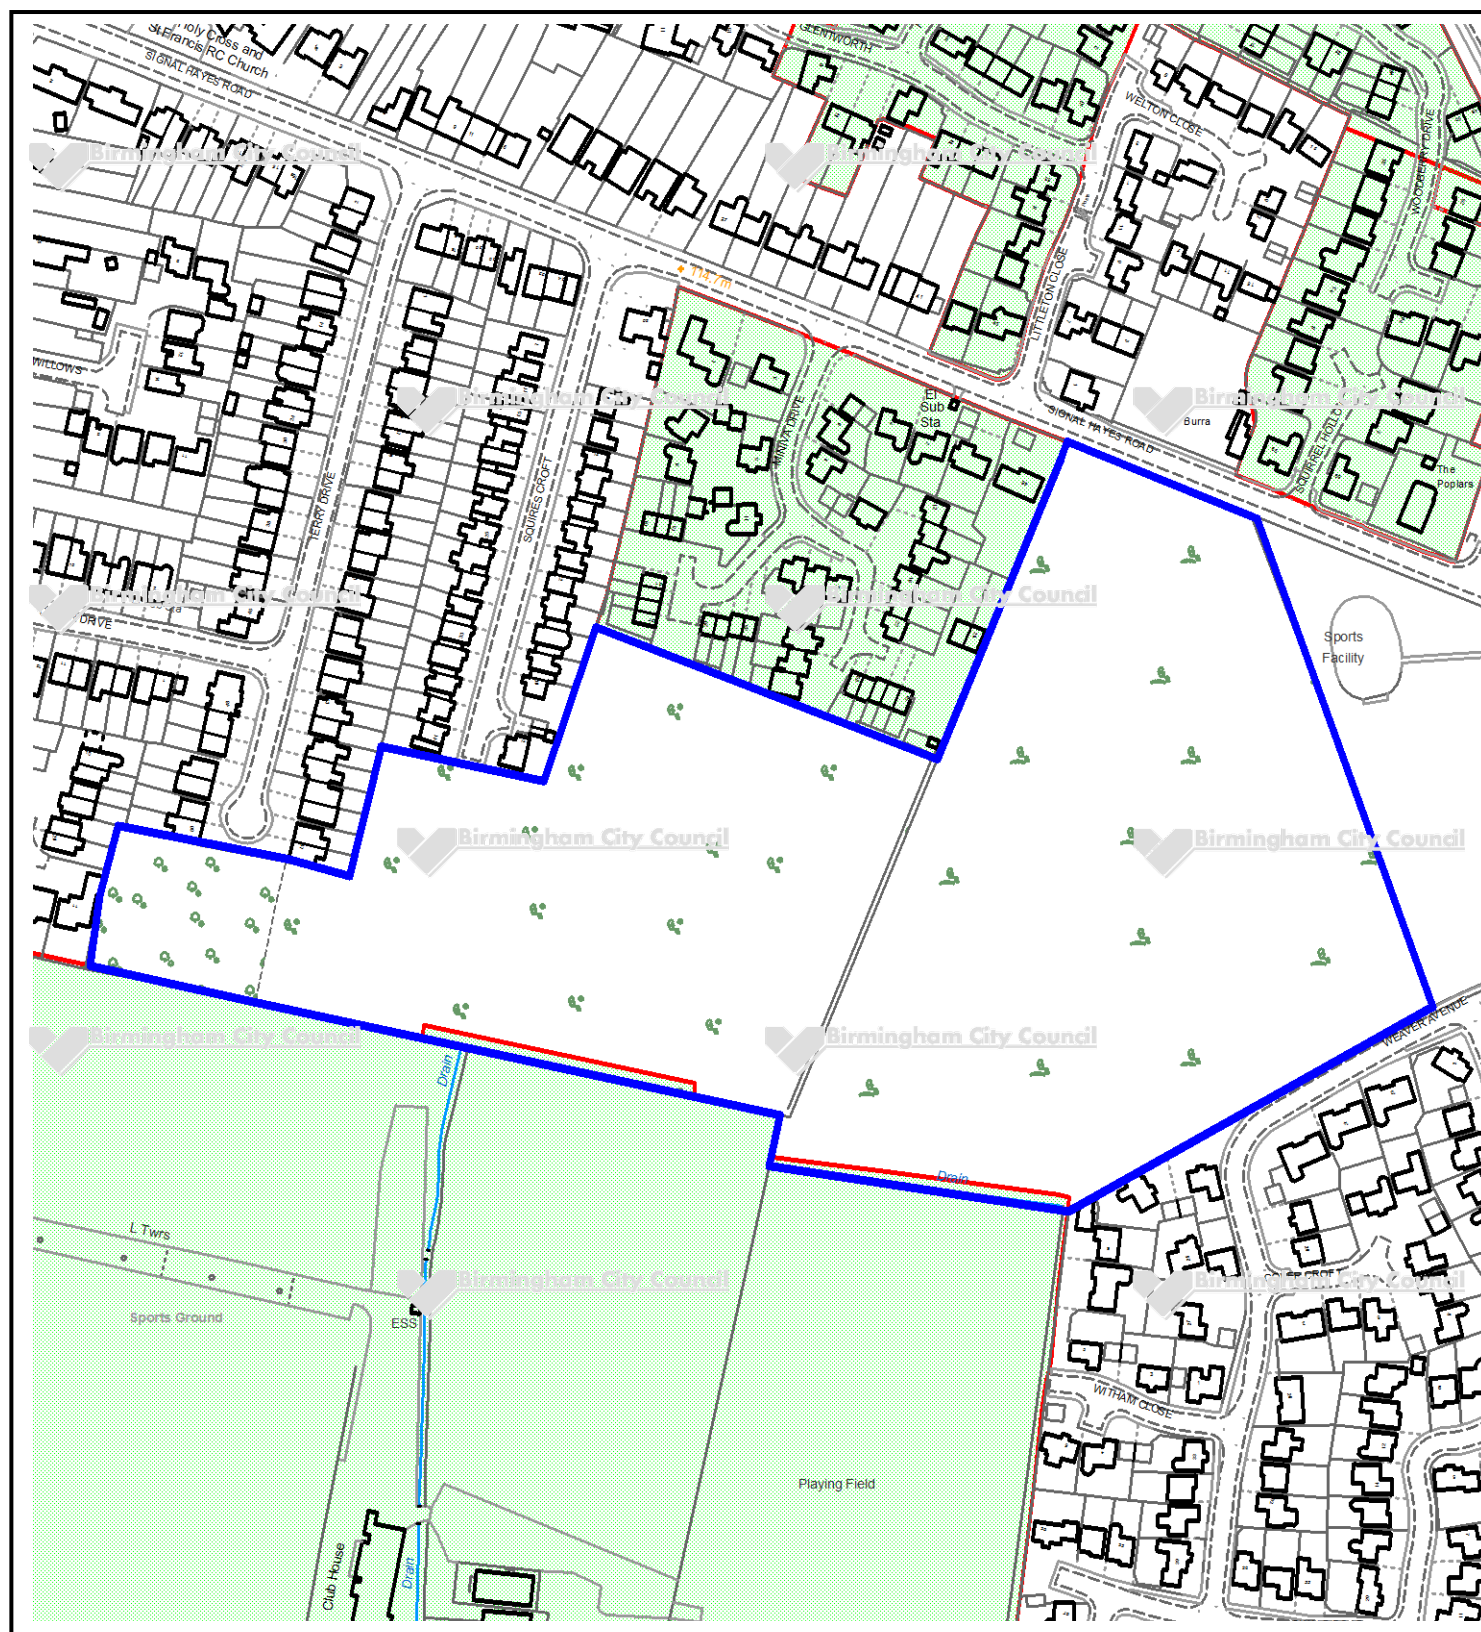 Holy Cross and
St Francis RC Church
SIGNAL HAYES ROAD
GLENTWORTH
WELTON CLOSE
WOODBERRY DRIVE
Birmingham City Council
Birmingham City Council
114.7m
LITTLETON CLOSE
WILLOWS
Birmingham City Council
Birmingham City Council
El
Sub
Sta
MINIVA DRIVE
SIGNAL HAYES ROAD
Burra
SQUIRREL HOLLOW
The
Poplars
TERRY DRIVE
SQUIRES CROFT
Birmingham City Council
Birmingham City Council
DRIVE
Sports
Facility
Birmingham City Council
Birmingham City Council
Birmingham City Council
Birmingham City Council
WEAVER AVENUE
Drain
Drain
L Twrs
Birmingham City Council
Birmingham City Council
Sports Ground
ESS
WITHAM CLOSE
Playing Field
Club House
Drain